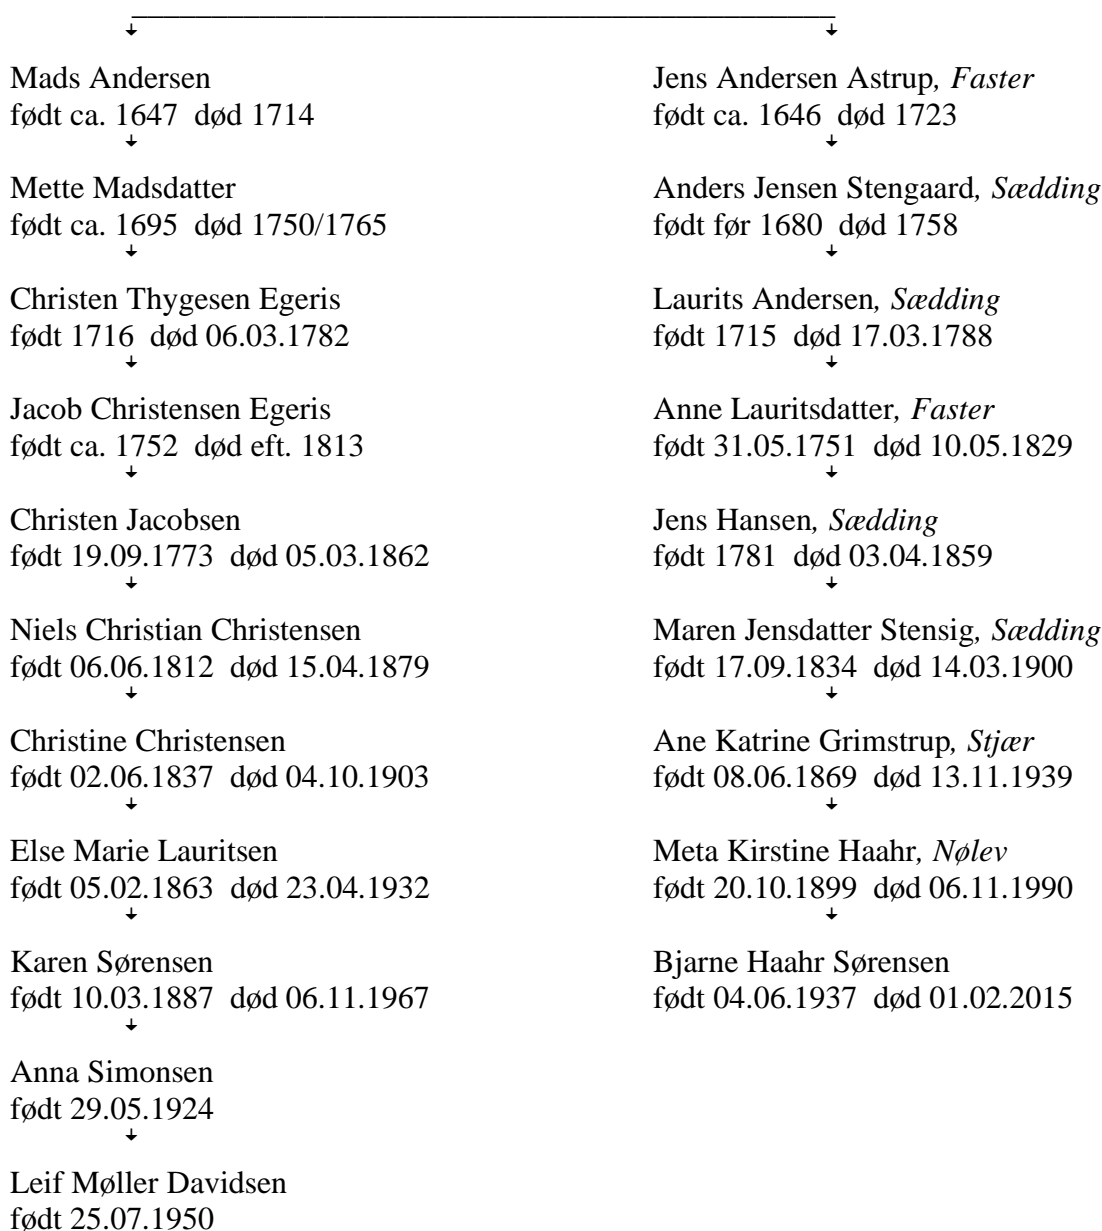 Mads Andersen
født ca. 1647 død 1714
Mette Madsdatter
født ca. 1695 død 1750/1765
Christen Thygesen Egeris
født 1716 død 06.03.1782
Jacob Christensen Egeris
født ca. 1752 død eft. 1813
Christen Jacobsen
født 19.09.1773 død 05.03.1862
Niels Christian Christensen
født 06.06.1812 død 15.04.1879
Christine Christensen
født 02.06.1837 død 04.10.1903
Else Marie Lauritsen
født 05.02.1863 død 23.04.1932
Karen Sørensen
født 10.03.1887 død 06.11.1967
Anna Simonsen
født 29.05.1924
Leif Møller Davidsen
født 25.07.1950
Jens Andersen Astrup, Faster
født ca. 1646 død 1723
Anders Jensen Stengaard, Sædding
født før 1680 død 1758
Laurits Andersen, Sædding
født 1715 død 17.03.1788
Anne Lauritsdatter, Faster
født 31.05.1751 død 10.05.1829
Jens Hansen, Sædding
født 1781 død 03.04.1859
Maren Jensdatter Stensig, Sædding
født 17.09.1834 død 14.03.1900
Ane Katrine Grimstrup, Stjær
født 08.06.1869 død 13.11.1939
Meta Kirstine Haahr, Nølev
født 20.10.1899 død 06.11.1990
Bjarne Haahr Sørensen
født 04.06.1937 død 01.02.2015